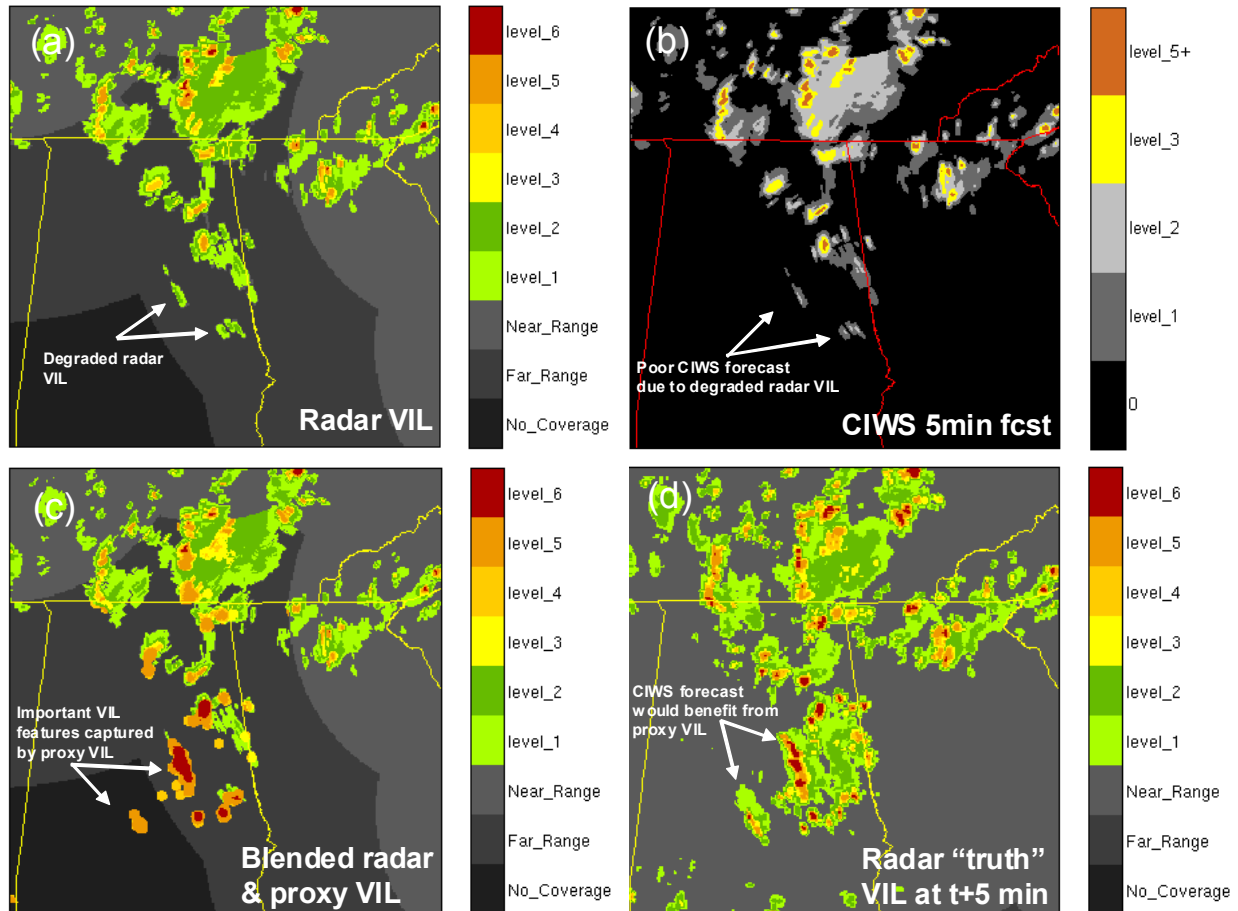 (a)
level_6
level_5
level_4
level_3
level_2
level_1
Near_Range
Far_Range
No_Coverage
Degraded radar
VIL
Radar VIL
(b)
level_5+
level_3
level_2
level_1
0
Poor CIWS forecast
due to degraded radar VIL
CIWS 5min fcst
(c)
level_6
level_5
level_4
level_3
level_2
level_1
Near_Range
Far_Range
No_Coverage
Important VIL
features captured
by proxy VIL
Blended radar
& proxy VIL
(d)
level_6
level_5
level_4
level_3
level_2
level_1
Near_Range
Far_Range
No_Coverage
CIWS forecast
would benefit from
proxy VIL
Radar “truth”
VIL at t+5 min